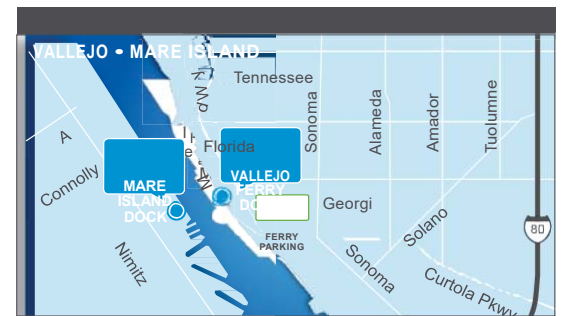 VALLEJO • MARE ISLAND
Tennessee
Sonoma
Alameda
Amador
Tuolumne
A
Florida
Connolly
MARE
ISLAND
DOCK
VALLEJO
FERRY
Georgi
FERRY
PARKING
Nimitz
Sonoma
Solano
80
Curtola Pkwy